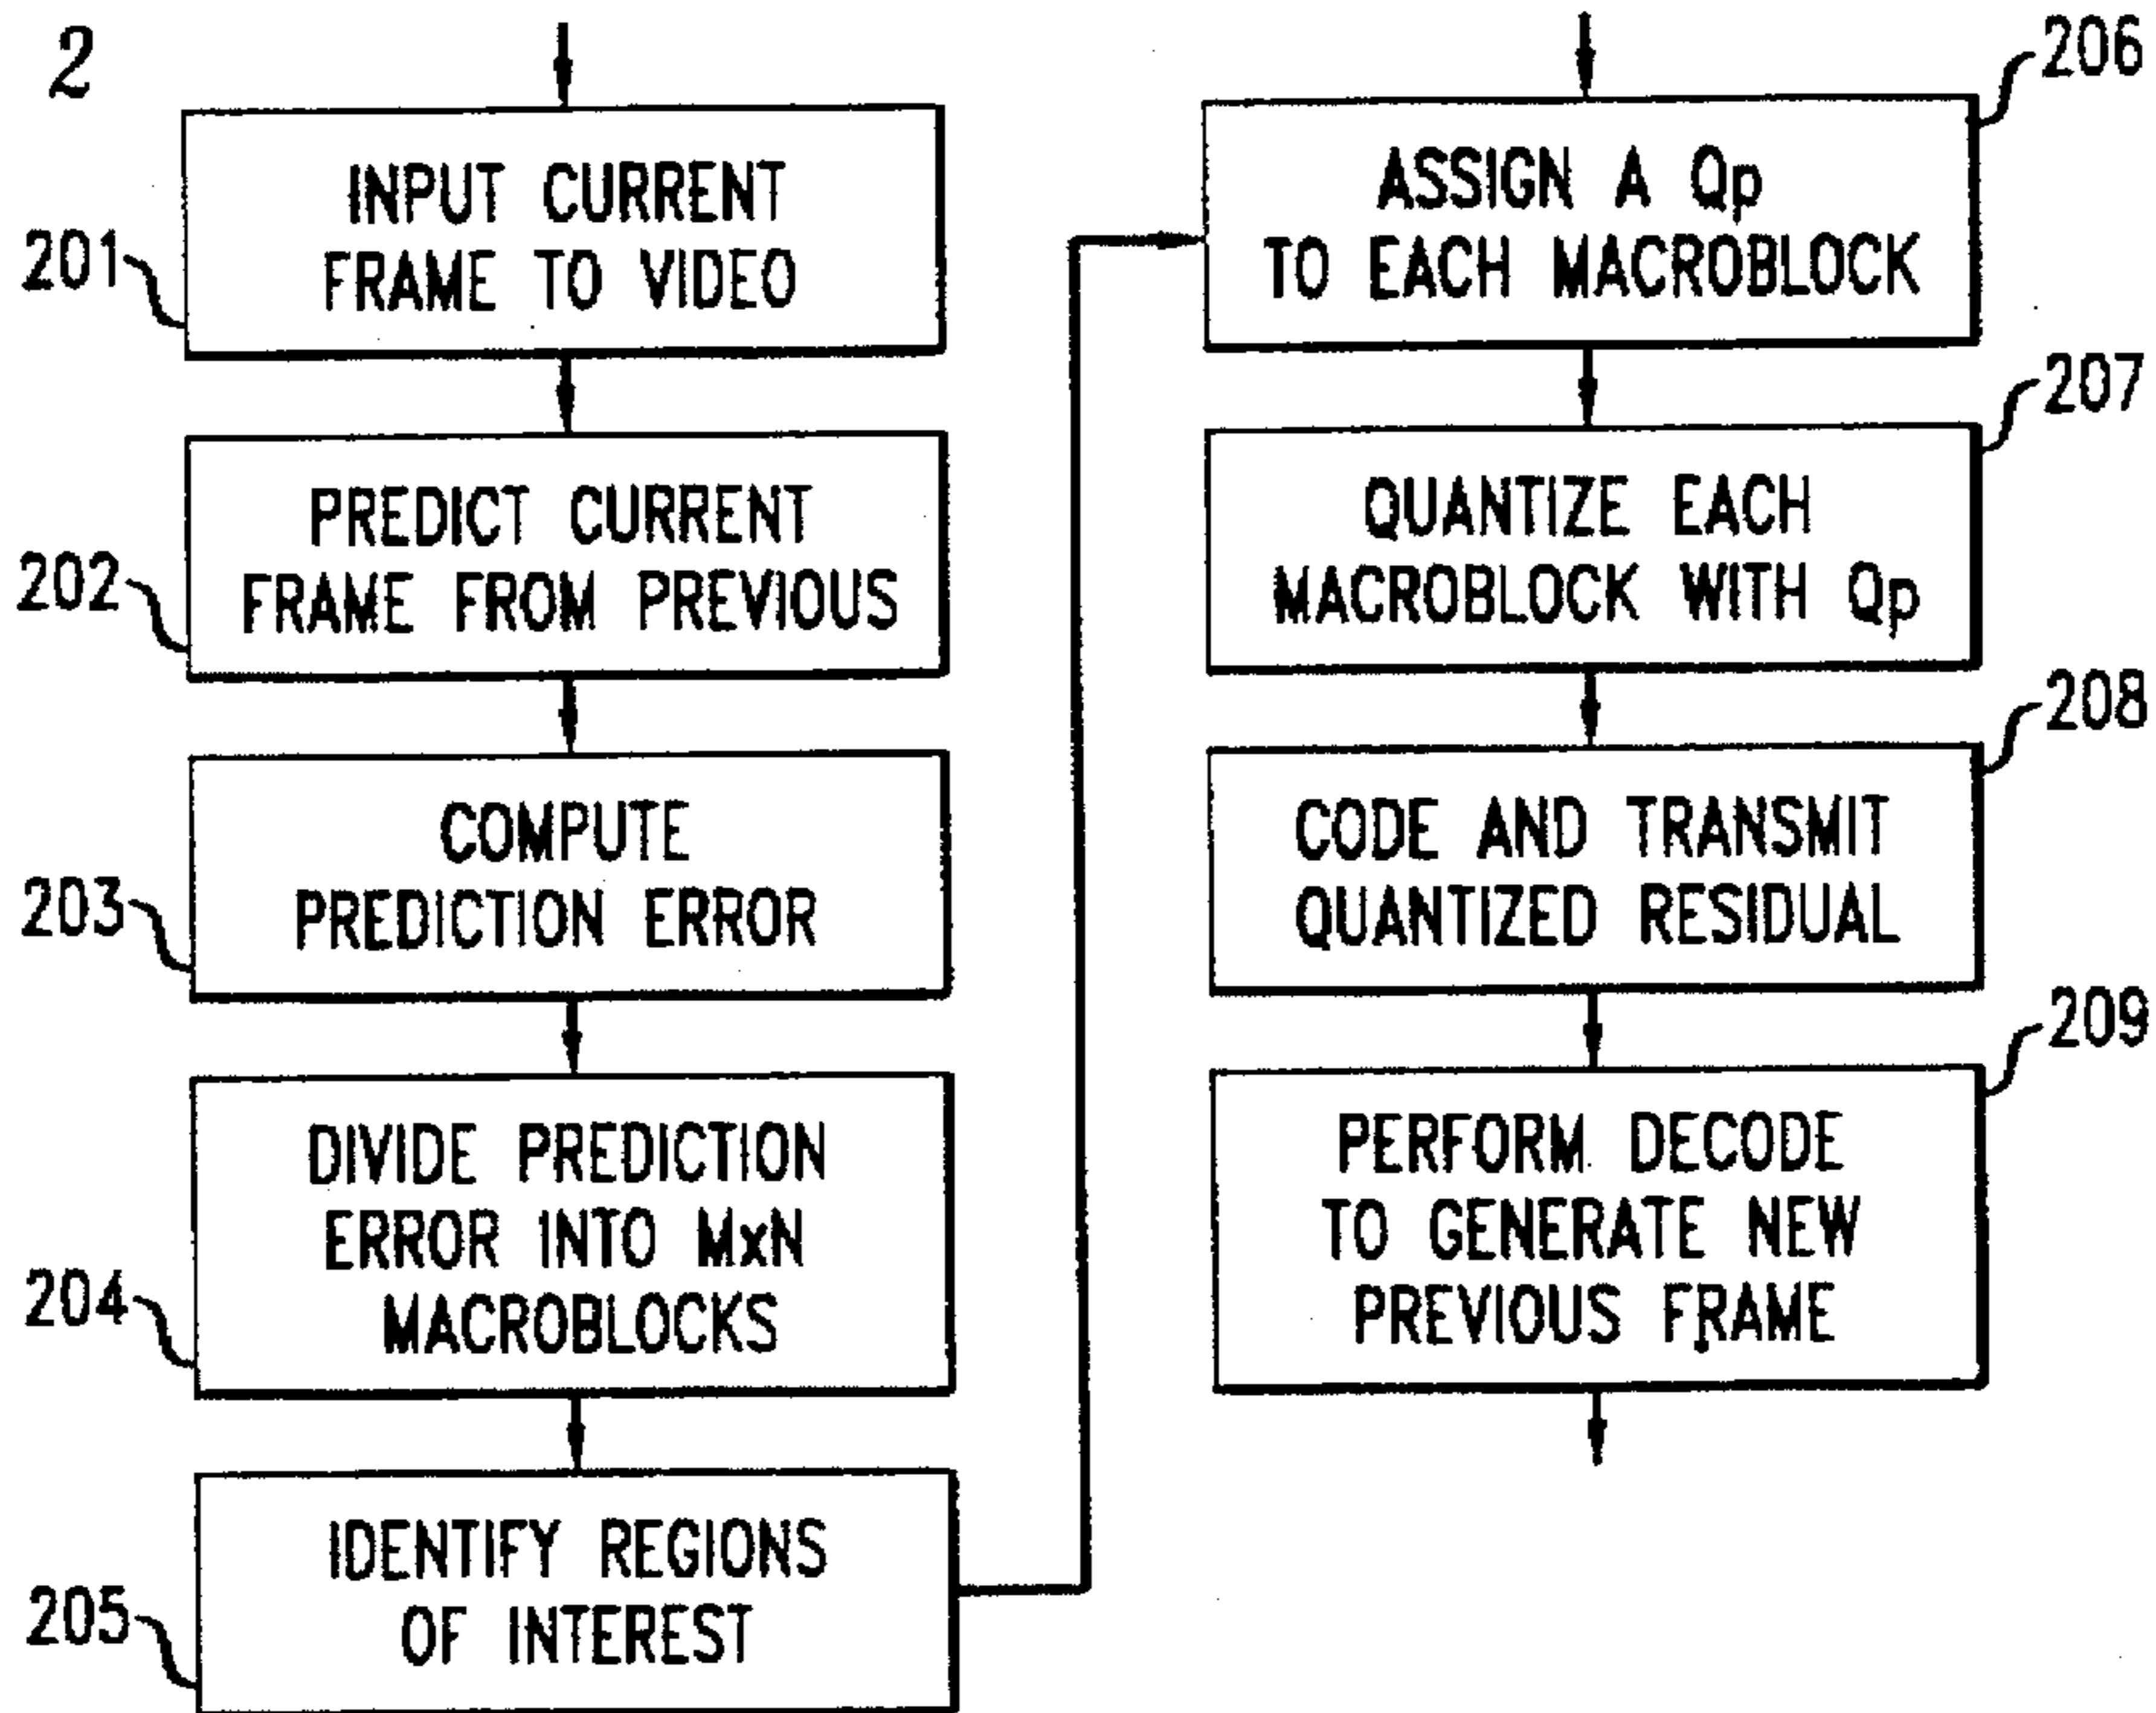 2
201
INPUT CURRENT
FRAME TO VIDEO
202
PREDICT CURRENT
FRAME FROM PREVIOUS
203
COMPUTE
PREDICTION ERROR
204
DIVIDE PREDICTION
ERROR INTO MxN
MACROBLOCKS
205
IDENTIFY REGIONS
OF INTEREST
206
ASSIGN A Qp
TO EACH MACROBLOCK
207
QUANTIZE EACH
MACROBLOCK WITH Qp
208
CODE AND TRANSMIT
QUANTIZED RESIDUAL
209
PERFORM DECODE
TO GENERATE NEW
PREVIOUS FRAME